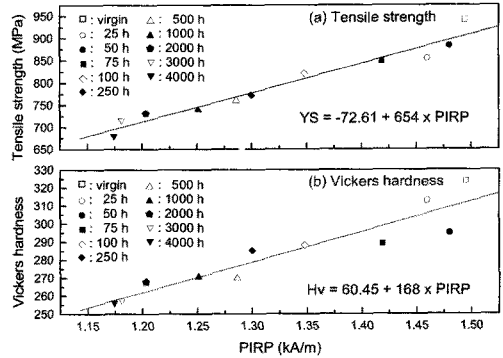 (a) Tensile strength
Tensile strength (MPa)
1000
950
900
850
800
750
700
650
: virgin
: 25 h
: 50 h
: 75 h
: 100 h
: 250 h
: 500 h
: 1000 h
: 2000 h
: 3000 h
: 4000 h
YS = -72.61 + 654 x PIRP
(b) Vickers hardness
Vickers hardness
330
320
310
300
290
280
270
260
250
: virgin
: 25 h
: 50 h
: 75 h
: 100 h
: 250 h
: 500 h
: 1000 h
: 2000 h
: 3000 h
: 4000 h
Hv = 60.45 + 168 x PIRP
1.15 1.20 1.25 1.30 1.35 1.40 1.45 1.50
PIRP (kA/m)